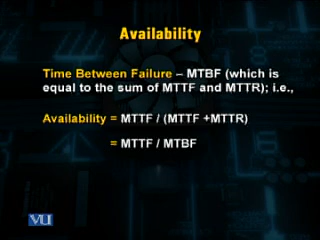 Availability
Time Between Failure – MTBF (which is
equal to the sum of MTTF and MTTR); i.e.,
Availability = MTTF / (MTTF +MTTR)
= MTTF / MTBF
VU